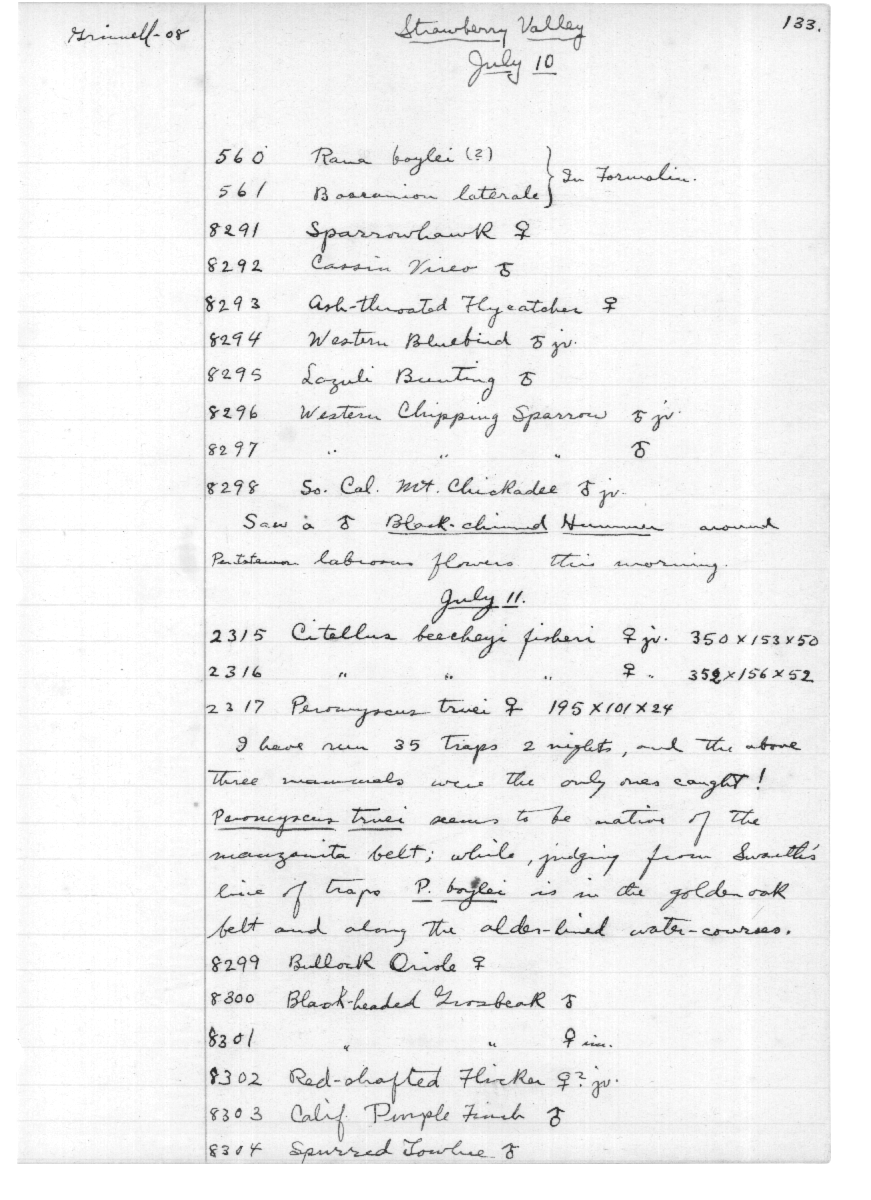 Grinnell-08
Strawberry Valley
133.
July 10
560 Rana boylei (?)
561 Bascanion laterale } In Formalin.
8291 Sparrowhawk ♀
8292 Cassin Vireo ♂
8293 Ash-throated Flycatcher ♀
8294 Western Bluebird ♂ jv.
8295 Lazuli Bunting ♂
8296 Western Chipping Sparrow ♂ jv.
8297 " " " ♂
8298 So. Cal. Mt. Chickadee ♂ jv.
Saw a ♂ Black-chinned Hummer around
Pentstemon labrosus flowers this morning.
July 11.
2315 Citellus beecheyi fisheri ♀ jv. 350 x 153 x 50
2316 " " " ♀ " 352 x 156 x 52
2317 Peromyscus truei ♀ 195 x 101 x 24
I have run 35 traps 2 nights, and the above
three mammals were the only ones caught!
Peromyscus truei seems to be native of the
manzanita belt; while, judging from Swarth's
line of traps P. boylei is in the golden oak
belt and along the alder-lined water-courses.
8299 Bullock Oriole ♀
8300 Black-headed Grosbeak ♂
8301 " " ♀ im.
8302 Red-shafted Flicker ♀? jv.
8303 Calif. Purple Finch ♂
8304 Spurred Towhee ♂